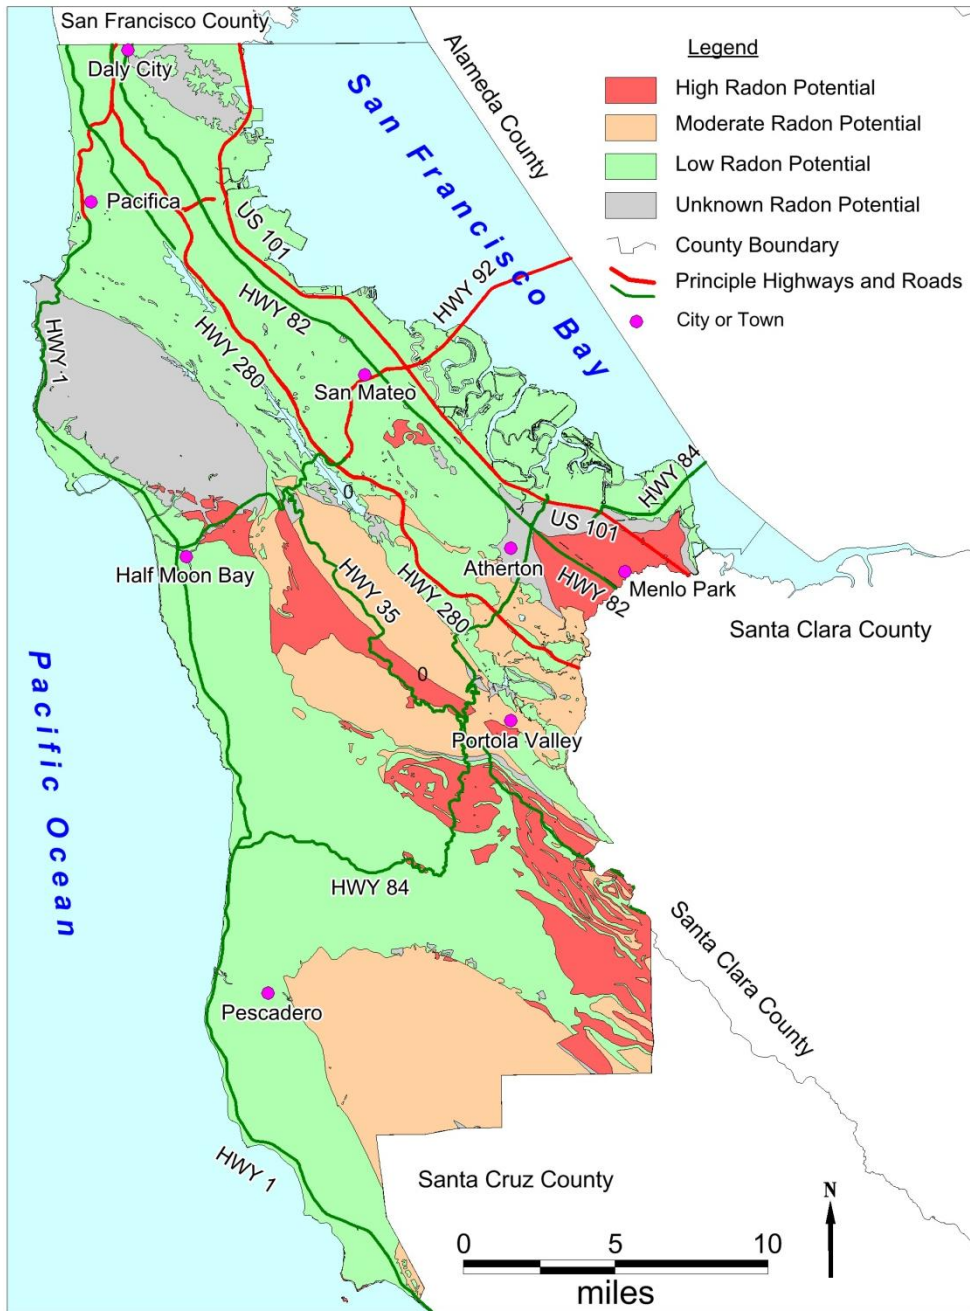 San Francisco County
Daly City
Alameda County
Legend
High Radon Potential
Moderate Radon Potential
Low Radon Potential
Unknown Radon Potential
County Boundary
Principle Highways and Roads
City or Town
San Francisco Bay
Pacifica
US 101
HWY 92
HWY 82
HWY 1
HWY 280
San Mateo
HWY 84
0
US 101
Half Moon Bay
Atherton
Menlo Park
HWY 35
HWY 280
HWY 82
Santa Clara County
Pacific Ocean
0
Portola Valley
HWY 84
Santa Clara County
Pescadero
HWY 1
Santa Cruz County
N
0 5 10
miles